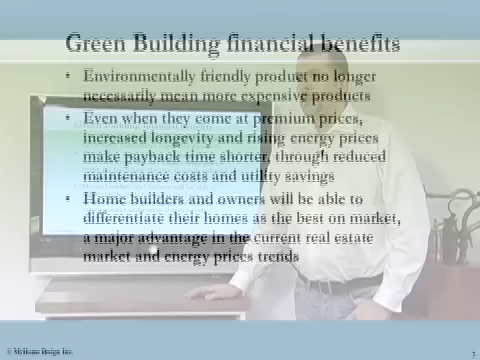 Green Building financial benefits
• Environmentally friendly product no longer
necessarily mean more expensive products
• Even when they come at premium prices,
increased longevity and rising energy prices
make payback time shorter, through reduced
maintenance costs and utility savings
• Home builders and owners will be able to
differentiate their homes as the best on market,
a major advantage in the current real estate
market and energy prices trends
© MyHome Design Inc.
5